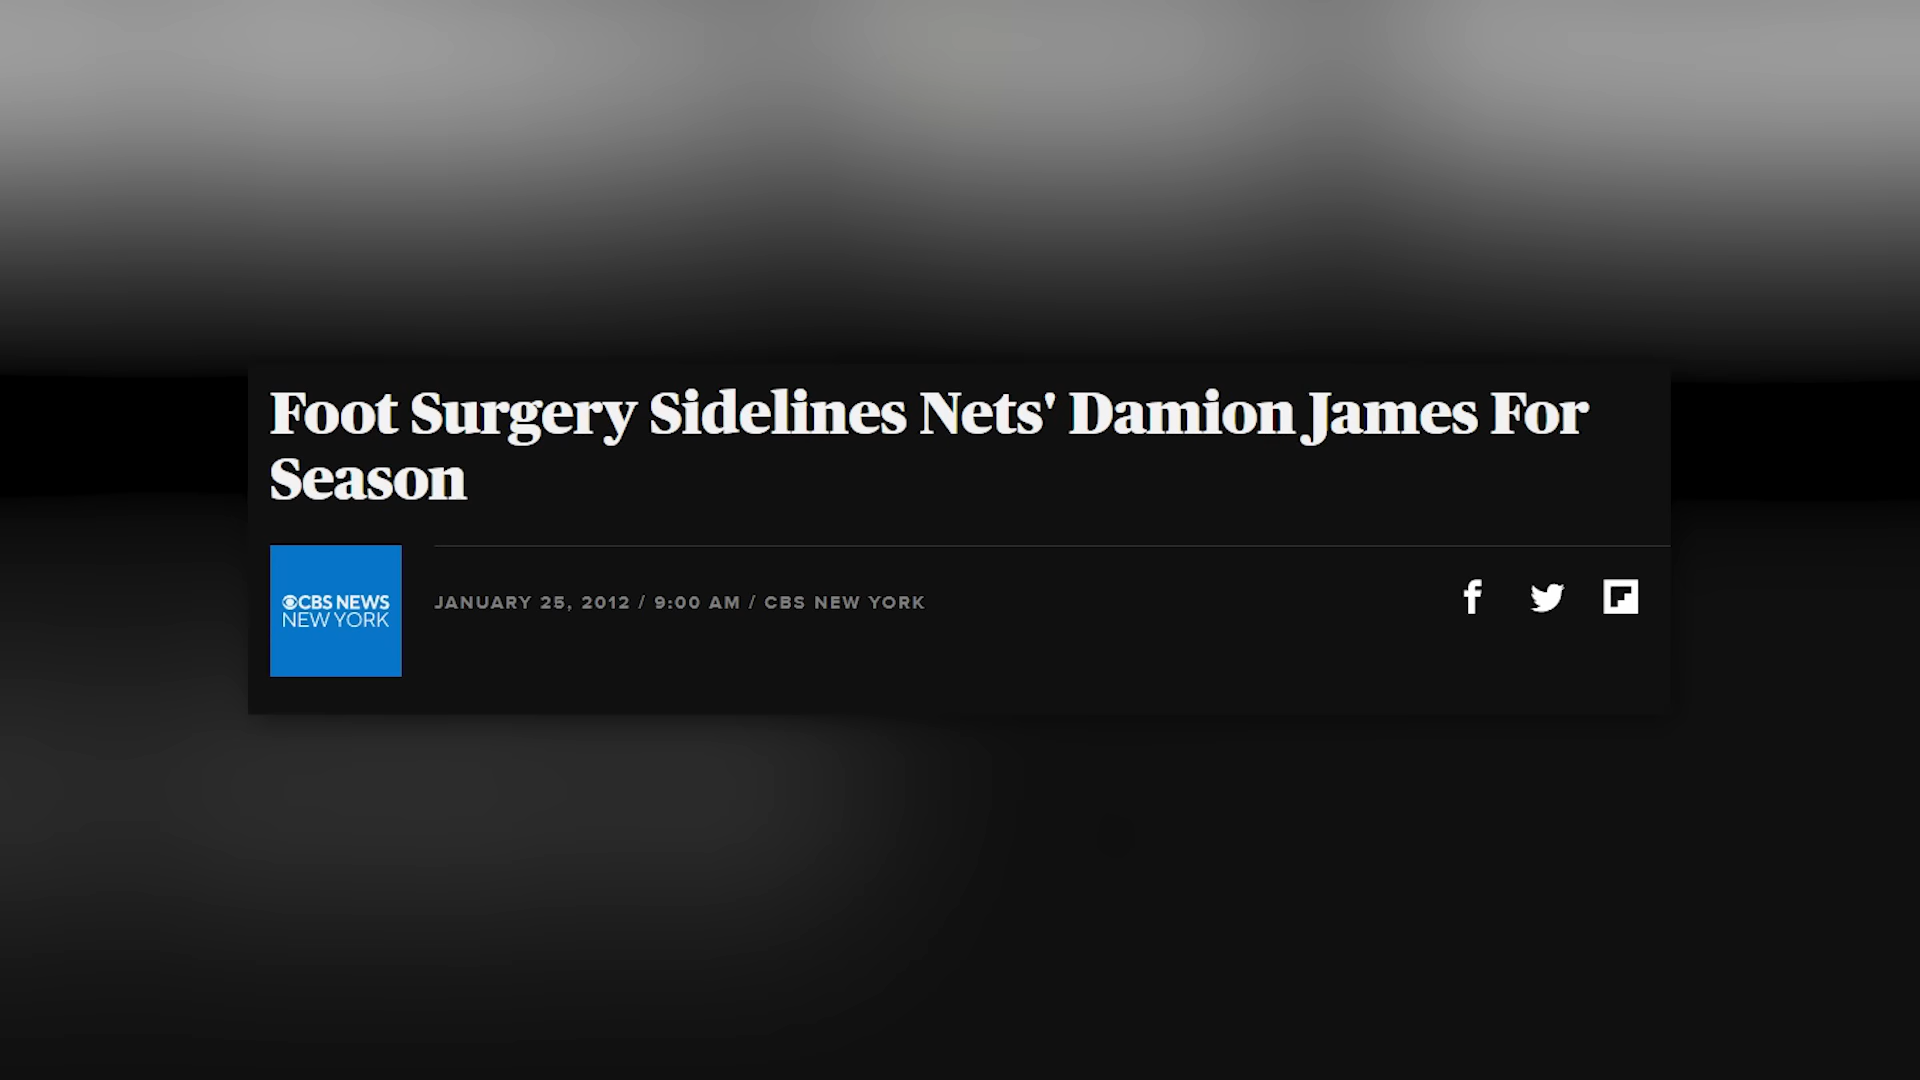 Foot Surgery Sidelines Nets' Damion James For
Season
CBS NEWS
NEW YORK
JANUARY 25, 2012 / 9:00 AM / CBS NEW YORK